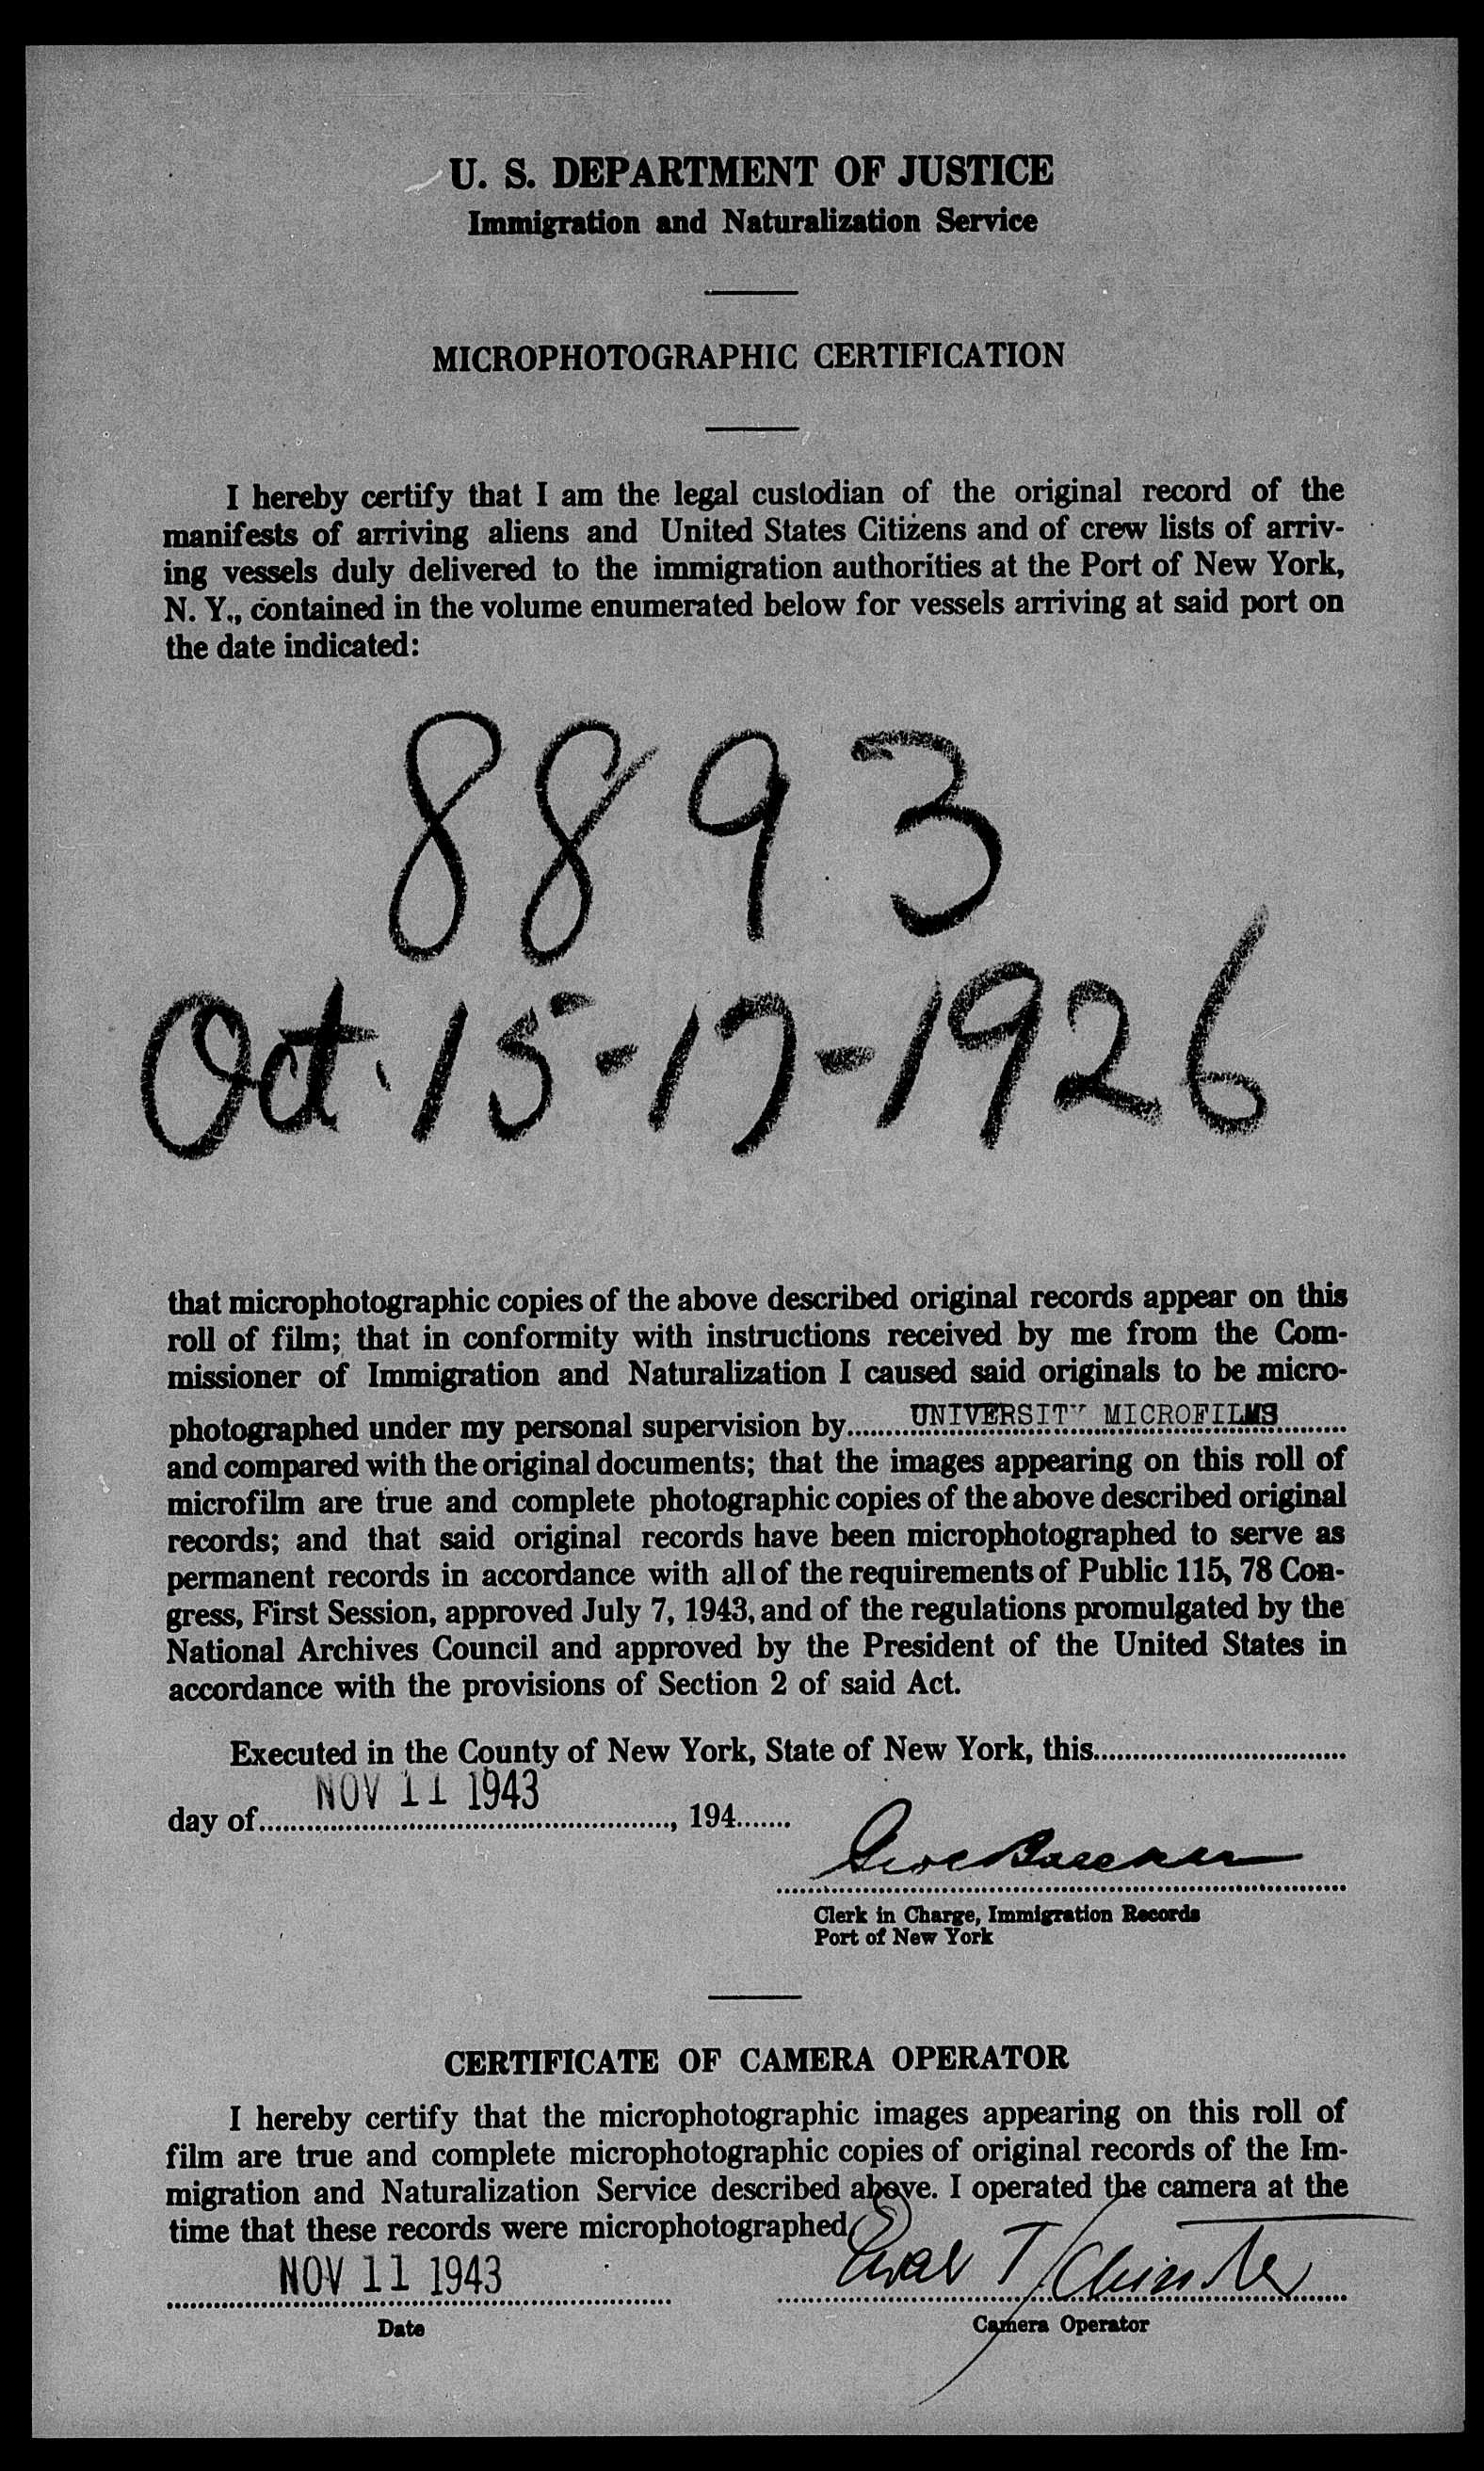 U. S. DEPARTMENT OF JUSTICE
Immigration and Naturalization Service
MICROPHOTOGRAPHIC CERTIFICATION
I hereby certify that I am the legal custodian of the original record of the
manifests of arriving aliens and United States Citizens and of crew lists of arriv-
ing vessels duly delivered to the immigration authorities at the Port of New York,
N. Y., contained in the volume enumerated below for vessels arriving at said port on
the date indicated:
8893
Oct. 15-17-1926
that microphotographic copies of the above described original records appear on this
roll of film; that in conformity with instructions received by me from the Com-
missioner of Immigration and Naturalization I caused said originals to be micro-
photographed under my personal supervision by UNIVERSITY MICROFILMS
and compared with the original documents; that the images appearing on this roll of
microfilm are true and complete photographic copies of the above described original
records; and that said original records have been microphotographed to serve as
permanent records in accordance with all of the requirements of Public 115, 78 Con-
gress, First Session, approved July 7, 1943, and of the regulations promulgated by the
National Archives Council and approved by the President of the United States in
accordance with the provisions of Section 2 of said Act.
Executed in the County of New York, State of New York, this
NOV 11 1943
day of , 194
Clerk in Charge, Immigration Records
Port of New York
CERTIFICATE OF CAMERA OPERATOR
I hereby certify that the microphotographic images appearing on this roll of
film are true and complete microphotographic copies of original records of the Im-
migration and Naturalization Service described above. I operated the camera at the
time that these records were microphotographed
NOV 11 1943
Date
Camera Operator